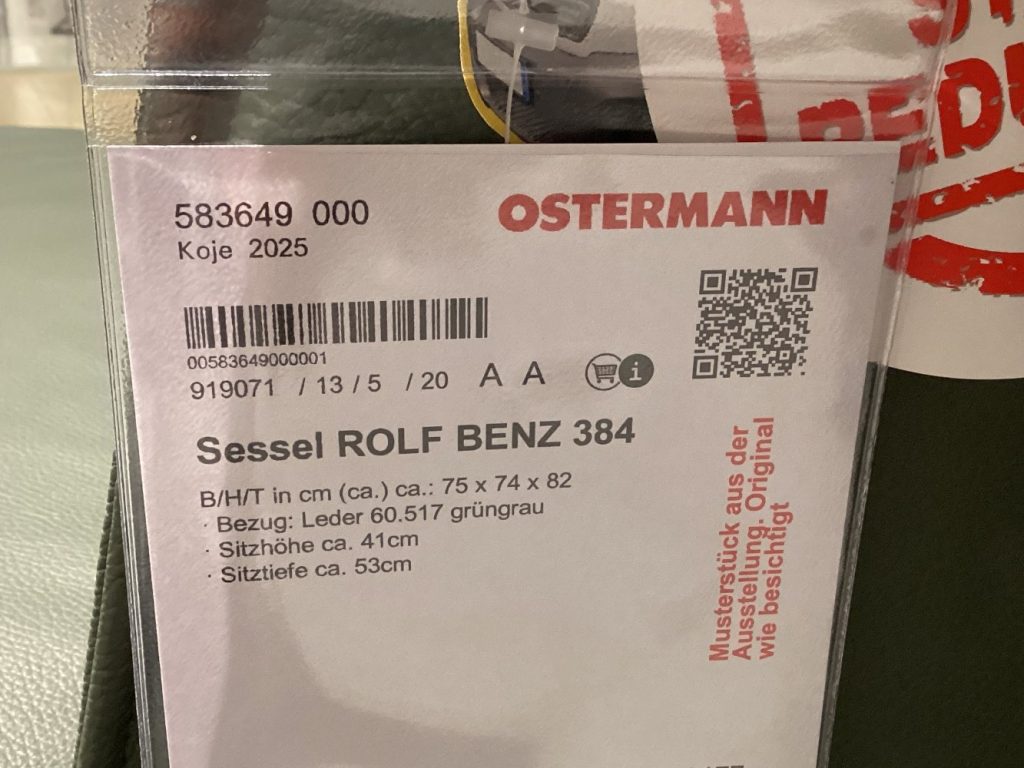 583649 000
OSTERMANN
Koje 2025
00583649000001
919071 / 13 / 5 / 20 A A
Sessel ROLF BENZ 384
B/H/T in cm (ca.) ca.: 75 x 74 x 82
· Bezug: Leder 60.517 grüngrau
· Sitzhöhe ca. 41cm
· Sitztiefe ca. 53cm
Musterstück aus der
Ausstellung. Original
wie besichtigt